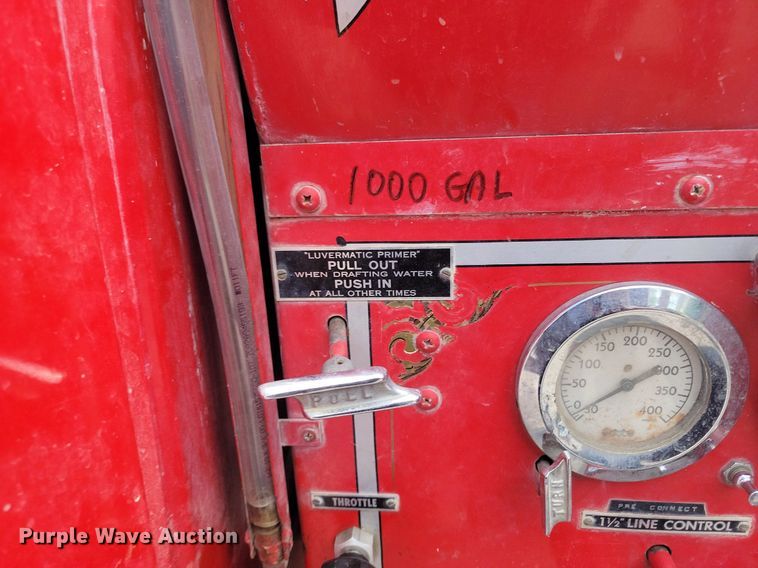 1000 GAL
"LUVERMATIC PRIMER"
PULL OUT
WHEN DRAFTING WATER
PUSH IN
AT ALL OTHER TIMES
PULL
0 30 50 100 150 200 250 300 350 400
TURN
THROTTLE
PRE CONNECT
1½" LINE CONTROL
Purple Wave Auction®